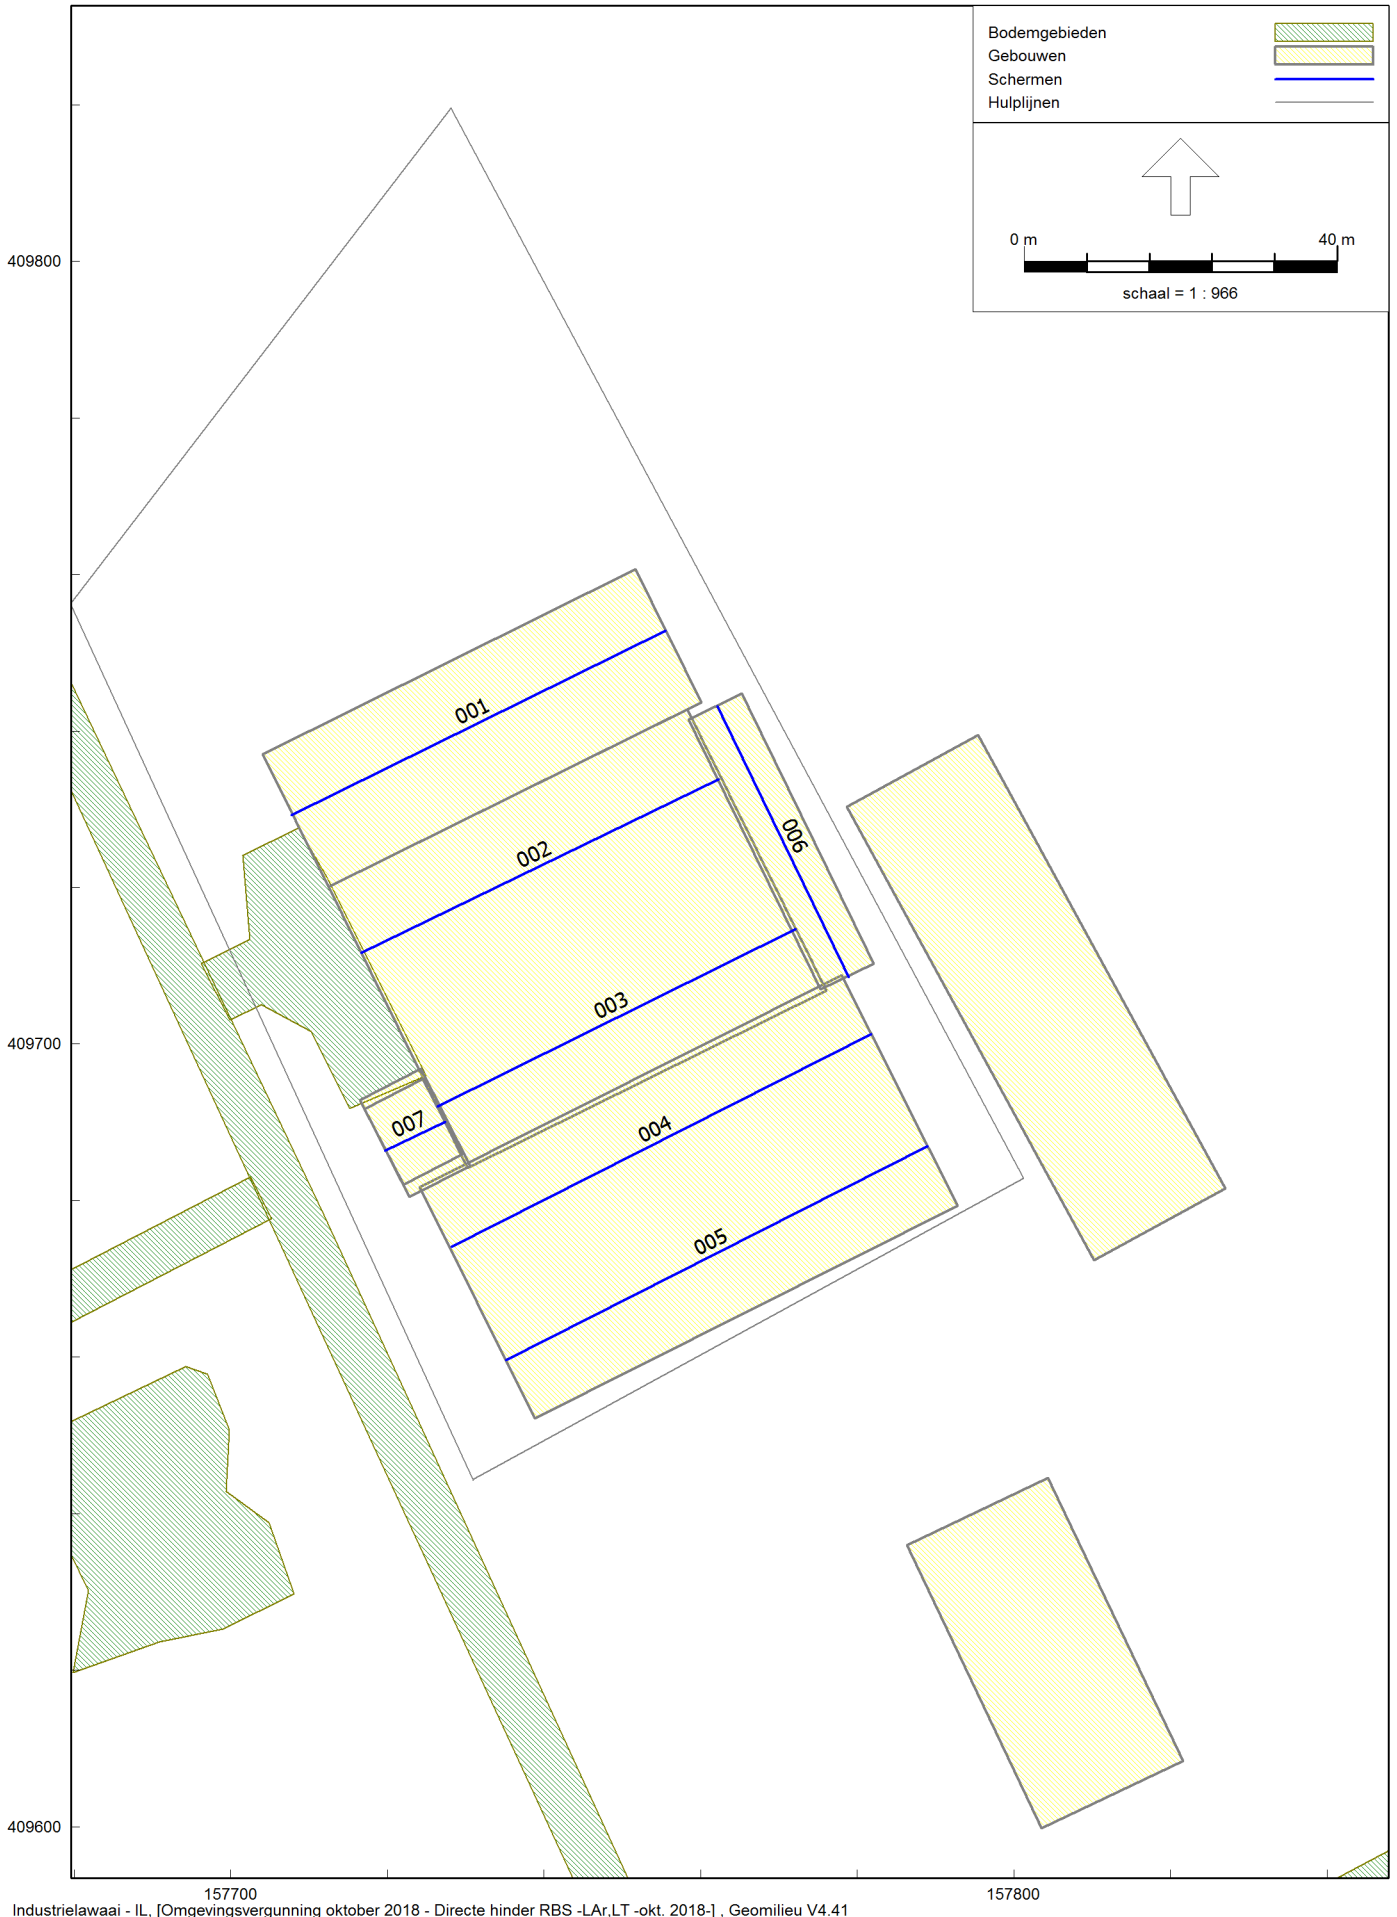 Bodemgebieden
Gebouwen
Schermen
Hulplijnen
0 m 40 m
schaal = 1 : 966
409800
001
002
006
003
409700
007
004
005
409600
157700 157800
Industrielawaai - IL, [Omgevingsvergunning oktober 2018 - Directe hinder RBS -LAr,LT -okt. 2018-] , Geomilieu V4.41